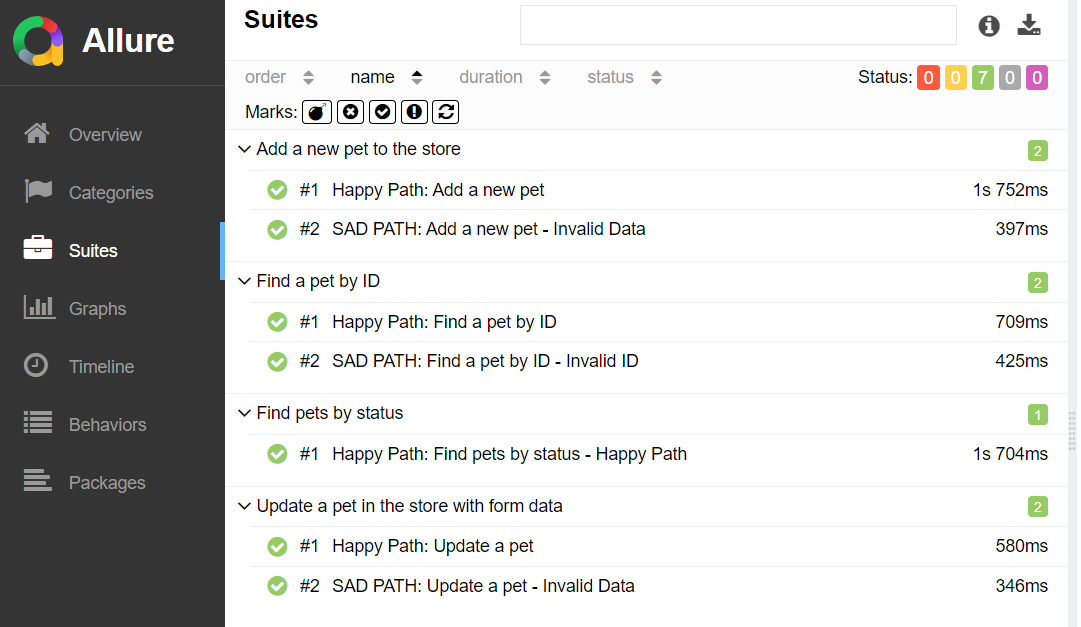 Allure
Overview
Categories
Suites
Graphs
Timeline
Behaviors
Packages
Suites
order name duration status Status: 0 0 7 0 0
Marks:
Add a new pet to the store 2
#1 Happy Path: Add a new pet 1s 752ms
#2 SAD PATH: Add a new pet - Invalid Data 397ms
Find a pet by ID 2
#1 Happy Path: Find a pet by ID 709ms
#2 SAD PATH: Find a pet by ID - Invalid ID 425ms
Find pets by status 1
#1 Happy Path: Find pets by status - Happy Path 1s 704ms
Update a pet in the store with form data 2
#1 Happy Path: Update a pet 580ms
#2 SAD PATH: Update a pet - Invalid Data 346ms